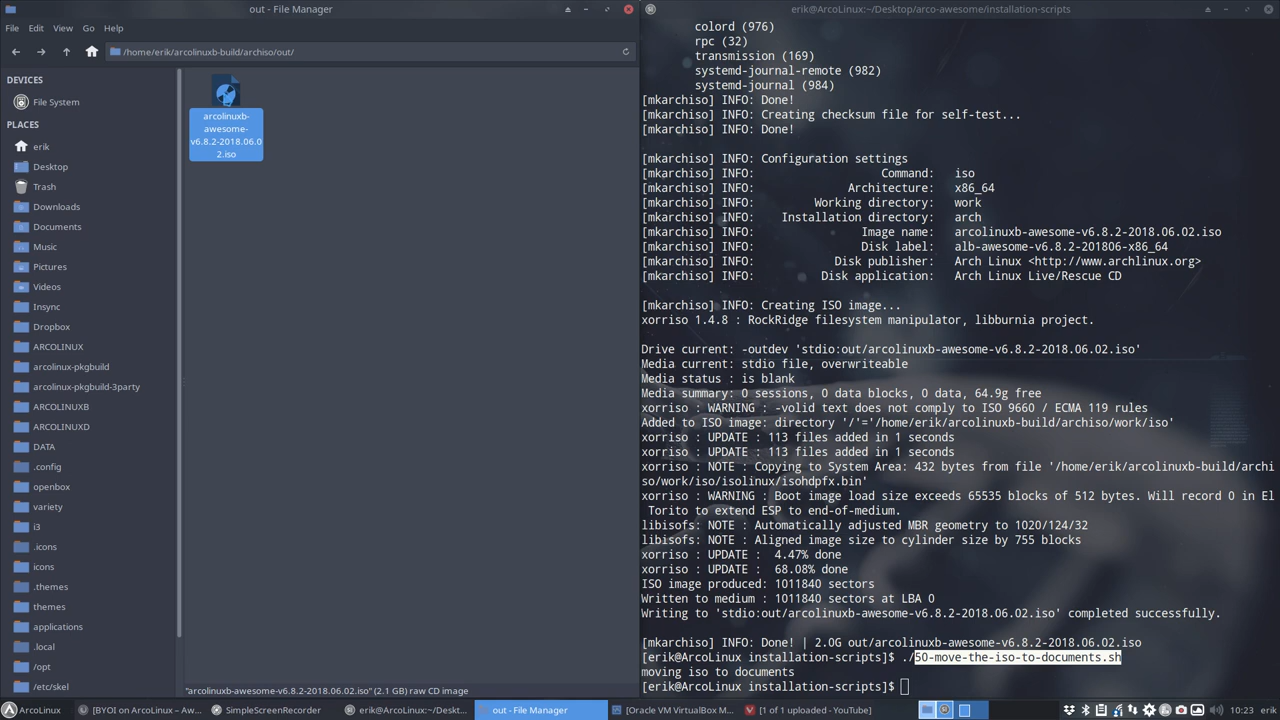 out - File Manager
File Edit View Go Help
/home/erik/arcolinuxb-build/archiso/out/
DEVICES
File System
PLACES
erik
Desktop
Trash
Downloads
Documents
Music
Pictures
Videos
Insync
Dropbox
ARCOLINUX
arcolinux-pkgbuild
arcolinux-pkgbuild-3party
ARCOLINUXB
ARCOLINUXD
DATA
.config
openbox
variety
i3
.icons
icons
.themes
themes
applications
.local
/opt
/etc/skel
arcolinuxb-
awesome-
v6.8.2-2018.06.0
2.iso
"arcolinuxb-awesome-v6.8.2-2018.06.02.iso" (2.1 GB) raw CD image
erik@ArcoLinux:~/Desktop/arco-awesome/installation-scripts
colord (976)
rpc (32)
transmission (169)
systemd-journal-remote (982)
systemd-journal (984)
[mkarchiso] INFO: Done!
[mkarchiso] INFO: Creating checksum file for self-test...
[mkarchiso] INFO: Done!
[mkarchiso] INFO: Configuration settings
[mkarchiso] INFO: Command: iso
[mkarchiso] INFO: Architecture: x86_64
[mkarchiso] INFO: Working directory: work
[mkarchiso] INFO: Installation directory: arch
[mkarchiso] INFO: Image name: arcolinuxb-awesome-v6.8.2-2018.06.02.iso
[mkarchiso] INFO: Disk label: alb-awesome-v6.8.2-201806-x86_64
[mkarchiso] INFO: Disk publisher: Arch Linux <http://www.archlinux.org>
[mkarchiso] INFO: Disk application: Arch Linux Live/Rescue CD
[mkarchiso] INFO: Creating ISO image...
xorriso 1.4.8 : RockRidge filesystem manipulator, libburnia project.
Drive current: -outdev 'stdio:out/arcolinuxb-awesome-v6.8.2-2018.06.02.iso'
Media current: stdio file, overwriteable
Media status : is blank
Media summary: 0 sessions, 0 data blocks, 0 data, 64.9g free
xorriso : WARNING : -volid text does not comply to ISO 9660 / ECMA 119 rules
Added to ISO image: directory '/'='/home/erik/arcolinuxb-build/archiso/work/iso'
xorriso : UPDATE : 113 files added in 1 seconds
xorriso : UPDATE : 113 files added in 1 seconds
xorriso : NOTE : Copying to System Area: 432 bytes from file '/home/erik/arcolinuxb-build/archi
so/work/iso/isolinux/isohdpfx.bin'
xorriso : WARNING : Boot image load size exceeds 65535 blocks of 512 bytes. Will record 0 in El
Torito to extend ESP to end-of-medium.
libisofs: NOTE : Automatically adjusted MBR geometry to 1020/124/32
libisofs: NOTE : Aligned image size to cylinder size by 755 blocks
xorriso : UPDATE : 4.47% done
xorriso : UPDATE : 68.08% done
ISO image produced: 1011840 sectors
Written to medium : 1011840 sectors at LBA 0
Writing to 'stdio:out/arcolinuxb-awesome-v6.8.2-2018.06.02.iso' completed successfully.
[mkarchiso] INFO: Done! | 2.0G out/arcolinuxb-awesome-v6.8.2-2018.06.02.iso
[erik@ArcoLinux installation-scripts]$ ./50-move-the-iso-to-documents.sh
moving iso to documents
[erik@ArcoLinux installation-scripts]$
ArcoLinux [BYOI on ArcoLinux – Aw... SimpleScreenRecorder erik@ArcoLinux:~/Deskt... out - File Manager [Oracle VM VirtualBox M... [1 of 1 uploaded - YouTube] 10:23 erik